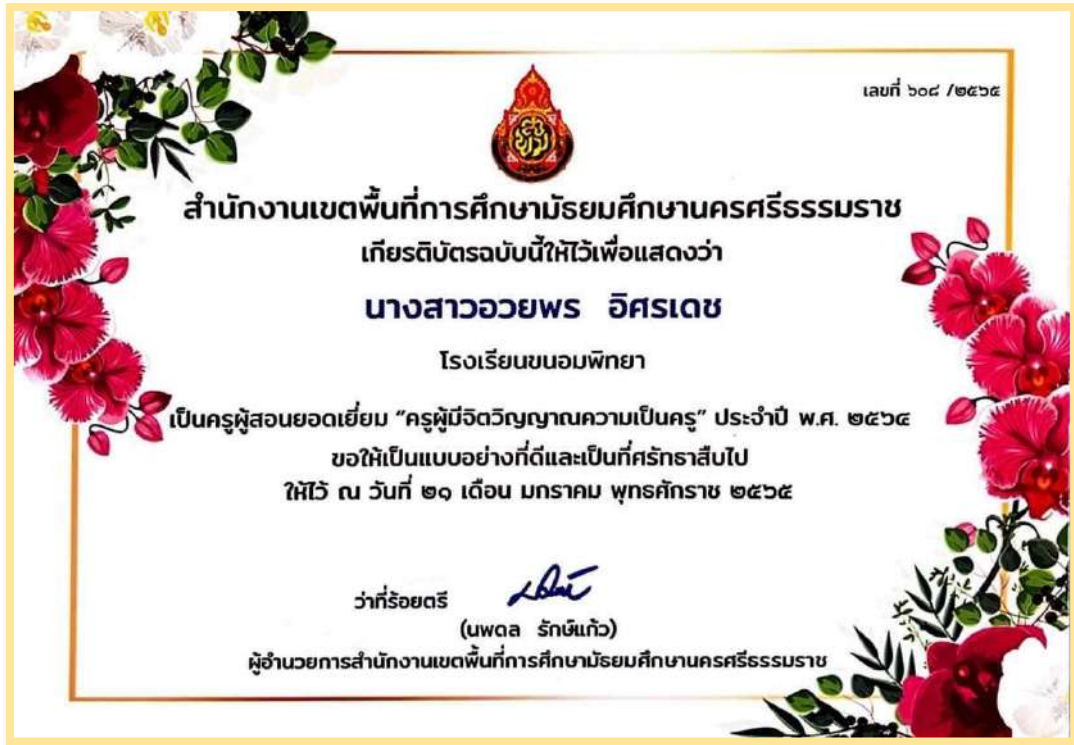 เลขที่ ๖๐๘ /๒๕๖๕
สำนักงานเขตพื้นที่การศึกษามัธยมศึกษานครศรีธรรมราช
เกียรติบัตรฉบับนี้ให้ไว้เพื่อแสดงว่า
นางสาวอวยพร อิศรเดช
โรงเรียนขนอมพิทยา
เป็นครูผู้สอนยอดเยี่ยม “ครูผู้มีจิตวิญญาณความเป็นครู” ประจำปี พ.ศ. ๒๕๖๔
ขอให้เป็นแบบอย่างที่ดีและเป็นที่ศรัทธาสืบไป
ให้ไว้ ณ วันที่ ๒๑ เดือน มกราคม พุทธศักราช ๒๕๖๕
ว่าที่ร้อยตรี
(นพดล รักษ์แก้ว)
ผู้อำนวยการสำนักงานเขตพื้นที่การศึกษามัธยมศึกษานครศรีธรรมราช